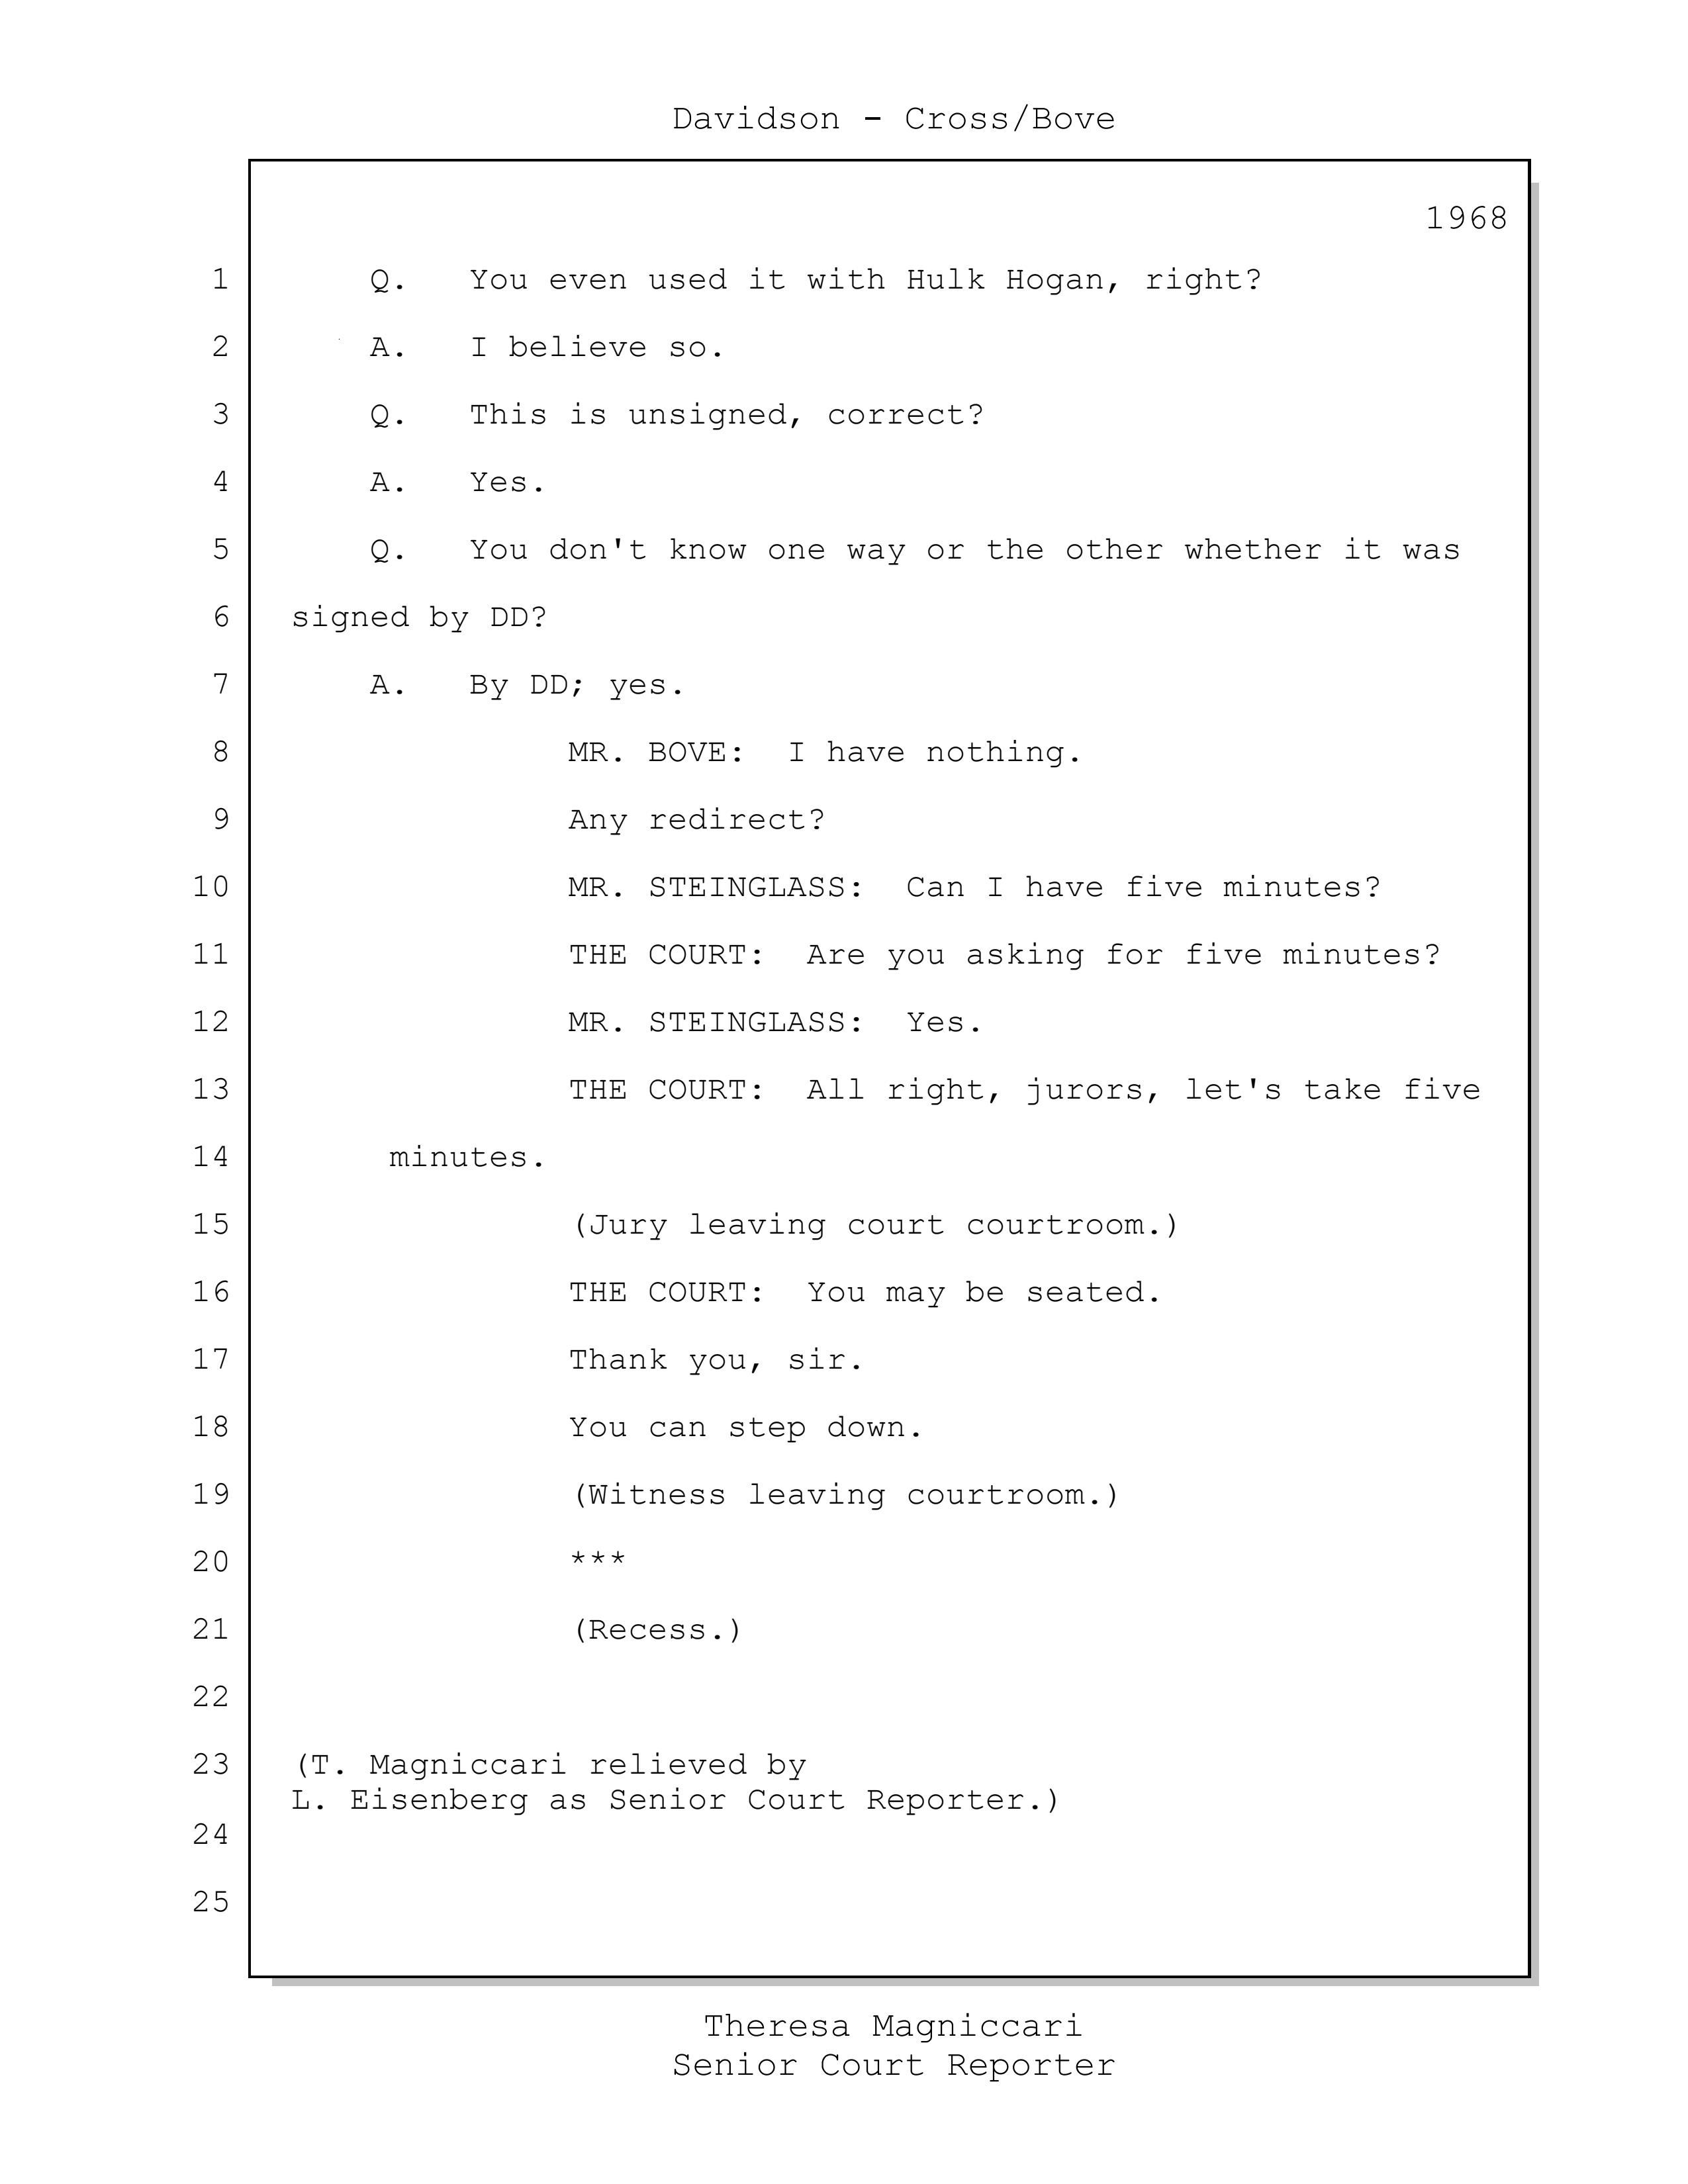 Davidson - Cross/Bove
1968
1 Q. You even used it with Hulk Hogan, right?
2 A. I believe so.
3 Q. This is unsigned, correct?
4 A. Yes.
5 Q. You don't know one way or the other whether it was
6 signed by DD?
7 A. By DD; yes.
8 MR. BOVE: I have nothing.
9 Any redirect?
10 MR. STEINGLASS: Can I have five minutes?
11 THE COURT: Are you asking for five minutes?
12 MR. STEINGLASS: Yes.
13 THE COURT: All right, jurors, let's take five
14 minutes.
15 (Jury leaving court courtroom.)
16 THE COURT: You may be seated.
17 Thank you, sir.
18 You can step down.
19 (Witness leaving courtroom.)
20 ***
21 (Recess.)
22
23 (T. Magniccari relieved by
L. Eisenberg as Senior Court Reporter.)
24
25
Theresa Magniccari
Senior Court Reporter